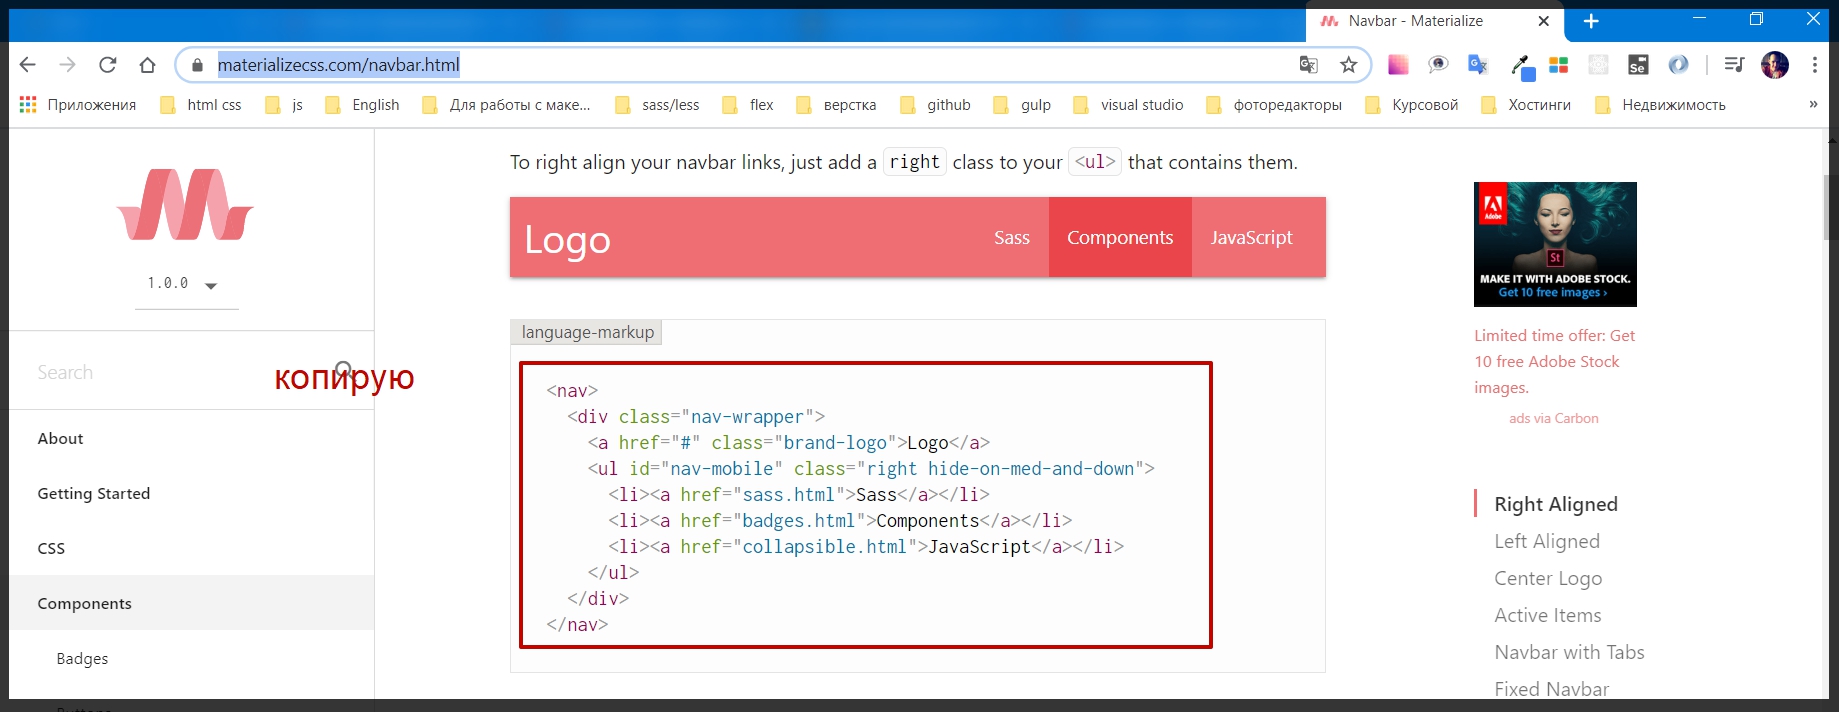 Navbar - Materialize
materializecss.com/navbar.html
Приложения html css js English Для работы с маке... sass/less flex верстка github gulp visual studio фоторедакторы Курсовой Хостинги Недвижимость »
1.0.0
Search
копирую
About
Getting Started
CSS
Components
Badges
To right align your navbar links, just add a right class to your <ul> that contains them.
Logo Sass Components JavaScript
language-markup
<nav>
<div class="nav-wrapper">
<a href="#" class="brand-logo">Logo</a>
<ul id="nav-mobile" class="right hide-on-med-and-down">
<li><a href="sass.html">Sass</a></li>
<li><a href="badges.html">Components</a></li>
<li><a href="collapsible.html">JavaScript</a></li>
</ul>
</div>
</nav>
Adobe
St
MAKE IT WITH ADOBE STOCK.
Get 10 free images ›
Limited time offer: Get
10 free Adobe Stock
images.
ads via Carbon
Right Aligned
Left Aligned
Center Logo
Active Items
Navbar with Tabs
Fixed Navbar
Se